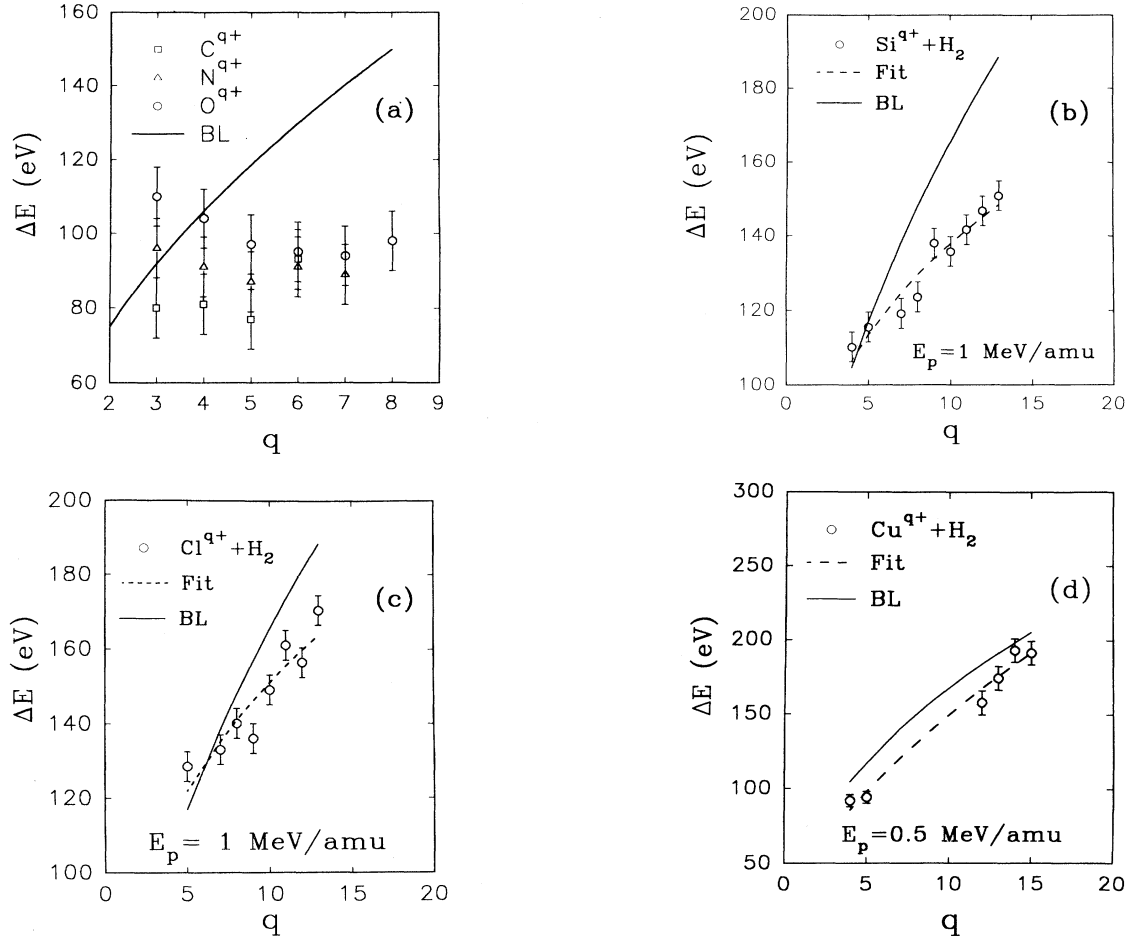 160
140
120
100
80
60
ΔE (eV)
C^q+
N^q+
O^q+
BL
(a)
2 3 4 5 6 7 8 9
q
200
180
160
140
120
100
ΔE (eV)
Si^q+ + H₂
Fit
BL
(b)
E_p=1 MeV/amu
0 5 10 15 20
q
200
180
160
140
120
100
ΔE (eV)
Cl^q+ + H₂
Fit
BL
(c)
E_p= 1 MeV/amu
0 5 10 15 20
q
300
250
200
150
100
50
ΔE (eV)
Cu^q+ + H₂
Fit
BL
(d)
E_p=0.5 MeV/amu
0 5 10 15 20
q